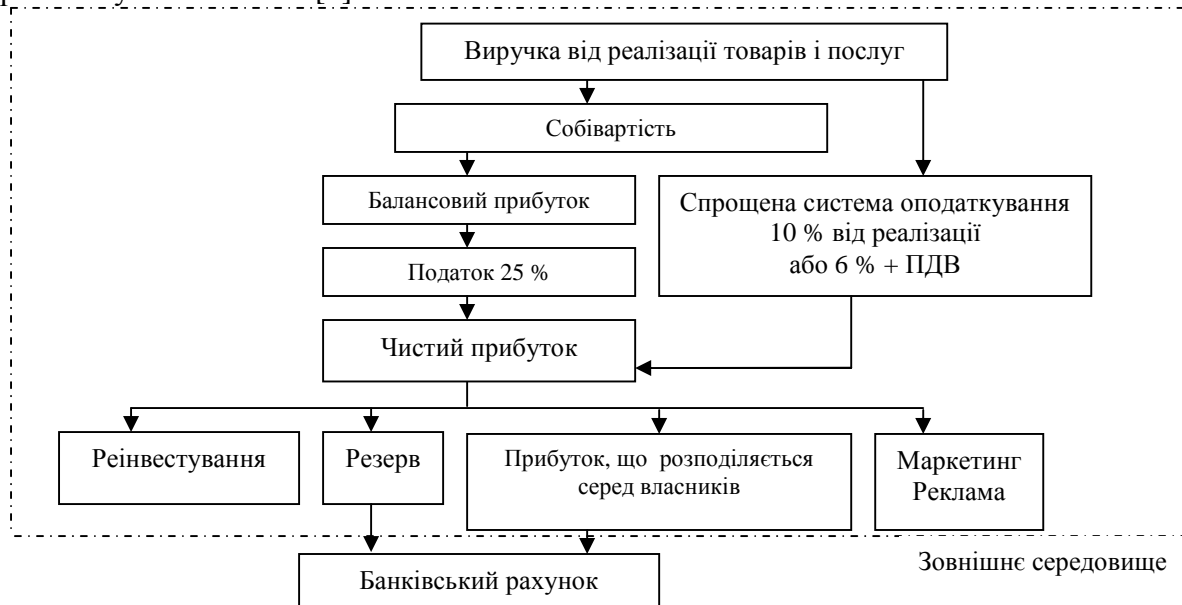 Виручка від реалізації товарів і послуг
Собівартість
Балансовий прибуток
Спрощена система оподаткування
10 % від реалізації
або 6 % + ПДВ
Податок 25 %
Чистий прибуток
Реінвестування
Резерв
Прибуток, що розподіляється
серед власників
Маркетинг
Реклама
Зовнішнє середовище
Банківський рахунок